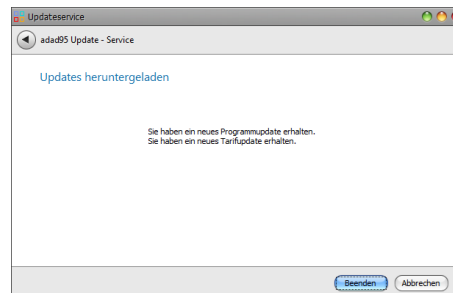 Updateservice
adad95 Update - Service
Updates heruntergeladen
Sie haben ein neues Programmupdate erhalten.
Sie haben ein neues Tarifupdate erhalten.
Beenden
Abbrechen